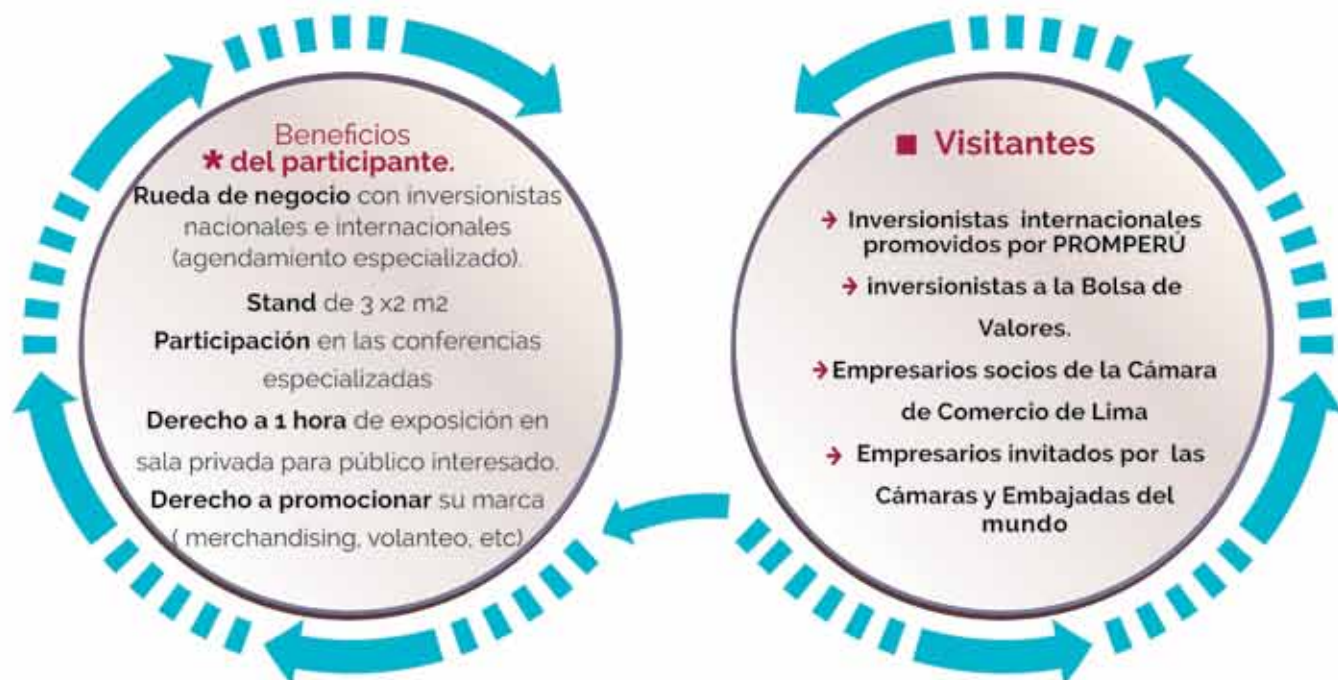 Beneficios
* del participante.
Rueda de negocio con inversionistas
nacionales e internacionales
(agendamiento especializado).
Stand de 3 x2 m2
Participación en las conferencias
especializadas
Derecho a 1 hora de exposición en
sala privada para público interesado.
Derecho a promocionar su marca
( merchandising, volanteo, etc)
■ Visitantes
→ Inversionistas internacionales
promovidos por PROMPERÚ
→ inversionistas a la Bolsa de
Valores.
→ Empresarios socios de la Cámara
de Comercio de Lima
→ Empresarios invitados por las
Cámaras y Embajadas del
mundo